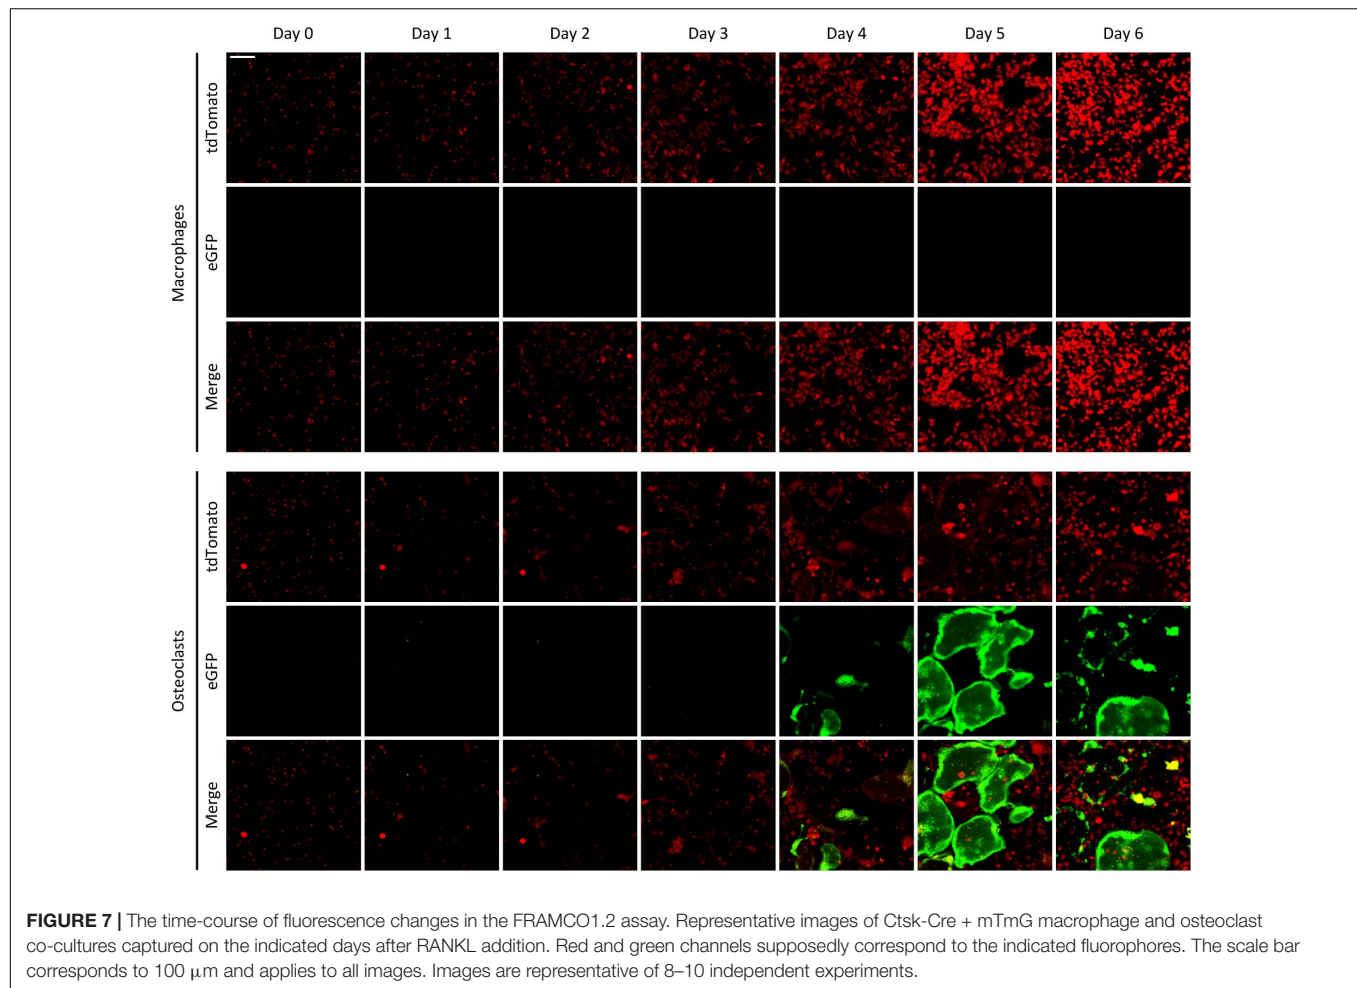 Day 0 Day 1 Day 2 Day 3 Day 4 Day 5 Day 6
Macrophages
tdTomato
eGFP
Merge
Osteoclasts
tdTomato
eGFP
Merge
FIGURE 7 | The time-course of fluorescence changes in the FRAMCO1.2 assay. Representative images of Ctsk-Cre + mTmG macrophage and osteoclast
co-cultures captured on the indicated days after RANKL addition. Red and green channels supposedly correspond to the indicated fluorophores. The scale bar
corresponds to 100 μm and applies to all images. Images are representative of 8–10 independent experiments.